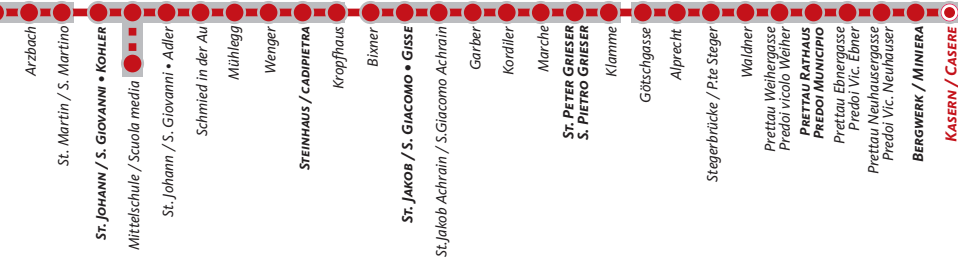 Arzbach
St. Martin / S. Martino
St. Johann / S. Giovanni • Kohler
Mittelschule / Scuola media
St. Johann / S. Giovanni • Adler
Schmied in der Au
Mühlegg
Wenger
Steinhaus / cadipietra
Kropfhaus
Bixner
St. Jakob / S. Giacomo • Gisse
St.Jakob Achrain / S.Giacomo Achrain
Garber
Kordiler
Marche
St. Peter Grieser
S. Pietro Grieser
Klamme
Götschgasse
Alprecht
Stegerbrücke / P.te Steger
Waldner
Prettau Weihergasse
Predoi vicolo Weiher
Prettau Rathaus
Predoi Municipio
Prettau Ebnergasse
Predoi Vic. Ebner
Prettau Neuhausergasse
Predoi Vic. Neuhauser
Bergwerk / Miniera
Kasern / Casere